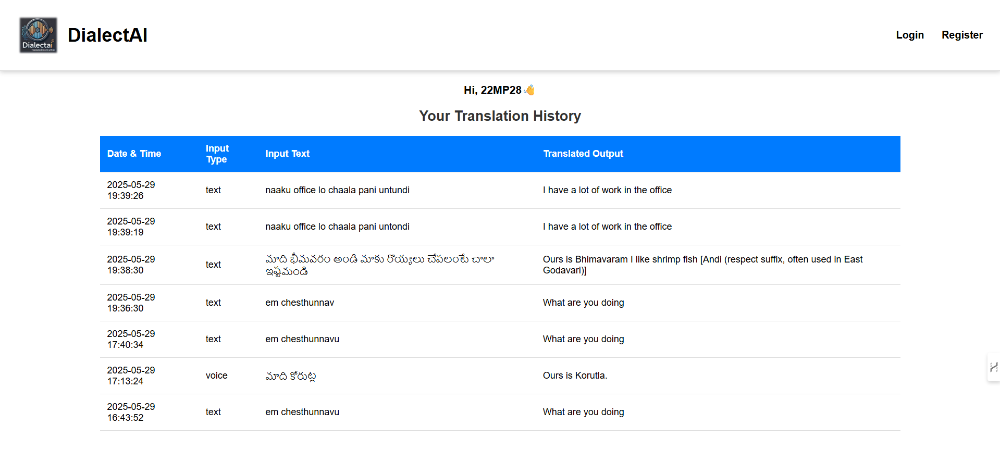 Dialectai
DialectAI
Login
Register
Hi, 22MP28👋
Your Translation History
Date & Time
Input
Type
Input Text
Translated Output
2025-05-29
19:39:26
text
naaku office lo chaala pani untundi
I have a lot of work in the office
2025-05-29
19:39:19
text
naaku office lo chaala pani untondi
I have a lot of work in the office
2025-05-29
19:38:30
text
మాది భీమవరం అండి మాకు రొయ్యలు చేపలంటే చాలా
ఇష్టమండి
Ours is Bhimavaram I like shrimp fish [Andi (respect suffix, often used in East
Godavari)]
2025-05-29
19:36:30
text
em chesthunnav
What are you doing
2025-05-29
17:40:34
text
em chesthunnavu
What are you doing
2025-05-29
17:13:24
voice
మాది కోరుట్ల
Ours is Korutla.
2025-05-29
16:43:52
text
em chesthunnavu
What are you doing